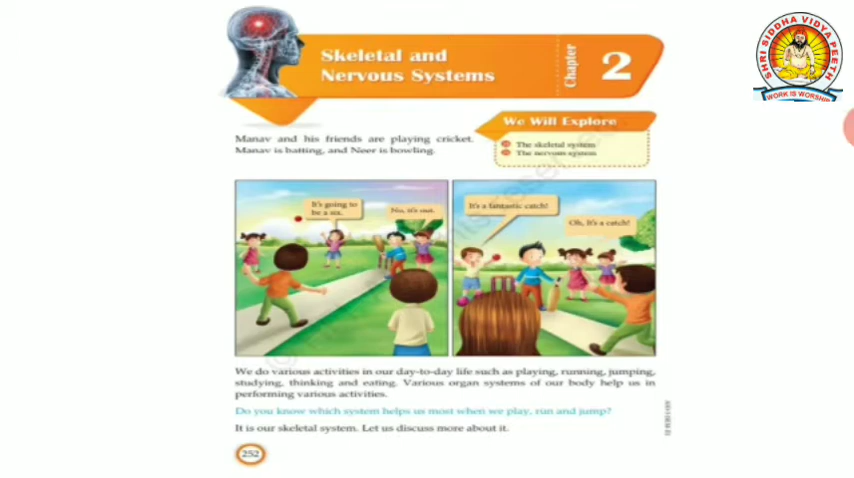 Skeletal and
Nervous Systems
Chapter
2
SHRI SIDDHA VIDYA PEETH
WORK IS WORSHIP
We Will Explore
The skeletal system
The nervous system
Manav and his friends are playing cricket.
Manav is batting, and Neer is bowling.
It's going to
be a six.
No, it's out.
It's a fantastic catch!
Oh, It's a catch!
We do various activities in our day-to-day life such as playing, running, jumping,
studying, thinking and eating. Various organ systems of our body help us in
performing various activities.
Do you know which system helps us most when we play, run and jump?
It is our skeletal system. Let us discuss more about it.
252